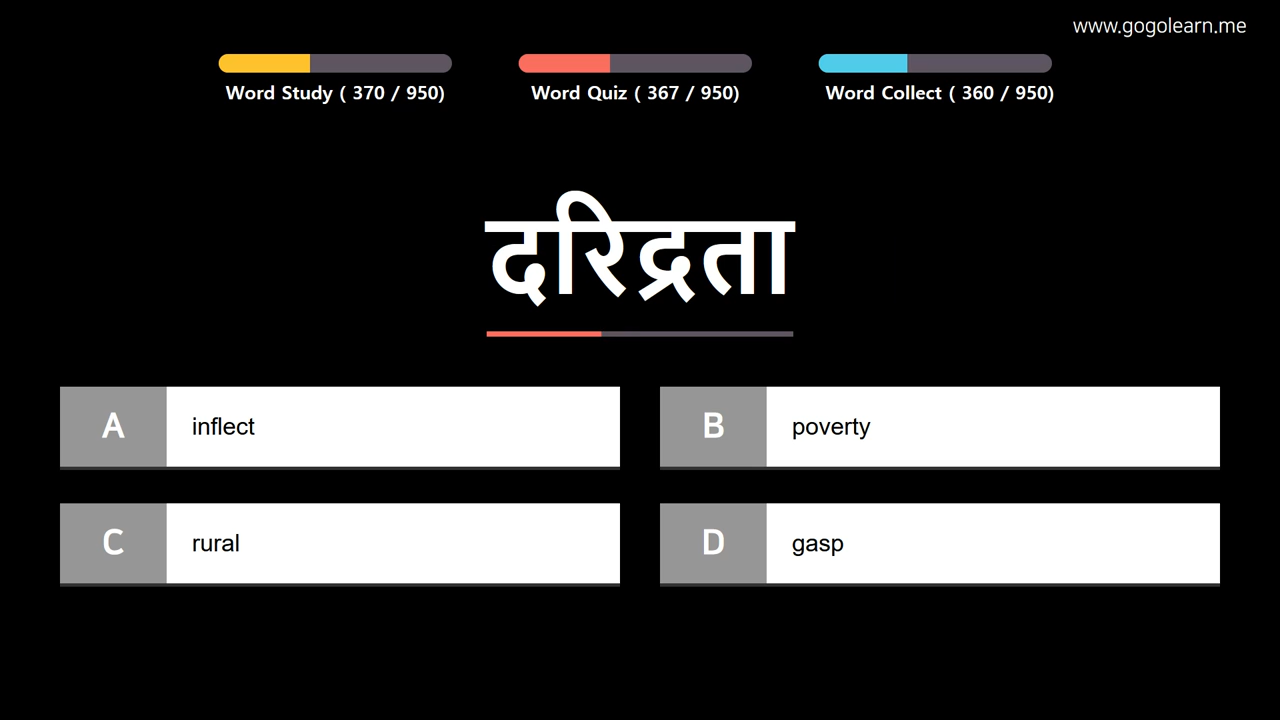 www.gogolearn.me
Word Study ( 370 / 950)
Word Quiz ( 367 / 950)
Word Collect ( 360 / 950)
दरिद्रता
A
inflect
B
poverty
C
rural
D
gasp